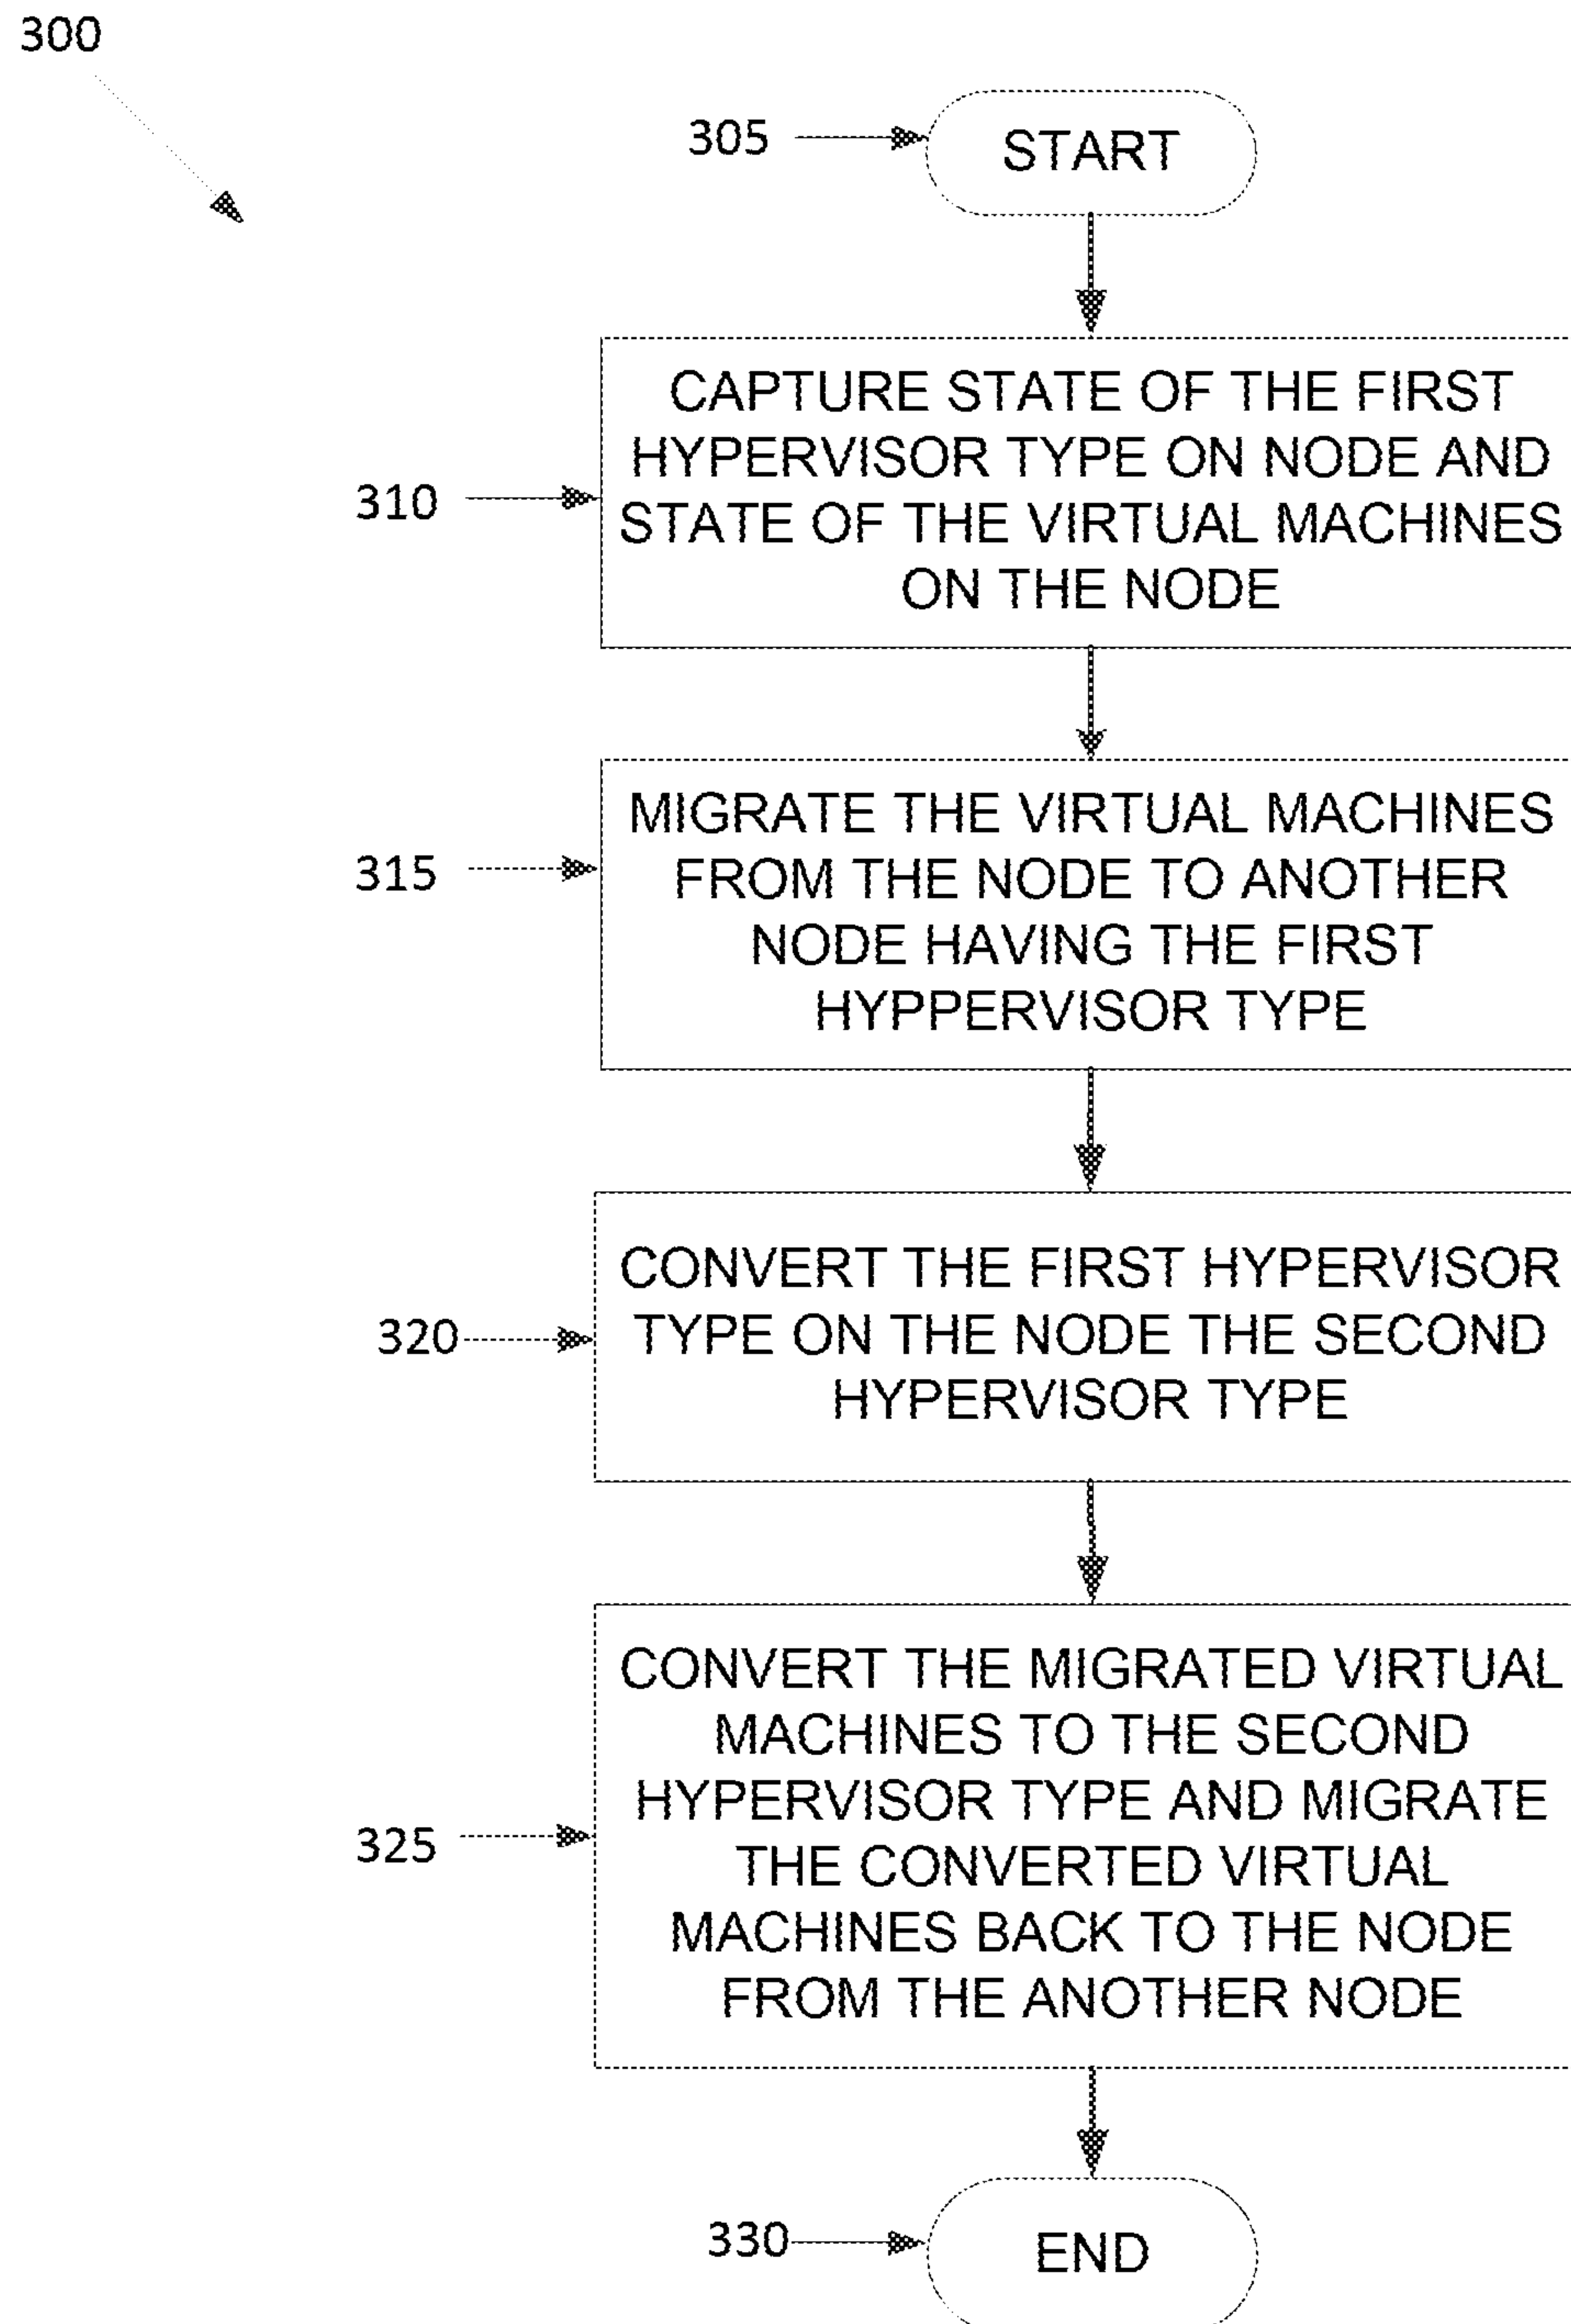 300
305
START
310
CAPTURE STATE OF THE FIRST
HYPERVISOR TYPE ON NODE AND
STATE OF THE VIRTUAL MACHINES
ON THE NODE
315
MIGRATE THE VIRTUAL MACHINES
FROM THE NODE TO ANOTHER
NODE HAVING THE FIRST
HYPPERVISOR TYPE
320
CONVERT THE FIRST HYPERVISOR
TYPE ON THE NODE THE SECOND
HYPERVISOR TYPE
325
CONVERT THE MIGRATED VIRTUAL
MACHINES TO THE SECOND
HYPERVISOR TYPE AND MIGRATE
THE CONVERTED VIRTUAL
MACHINES BACK TO THE NODE
FROM THE ANOTHER NODE
330
END